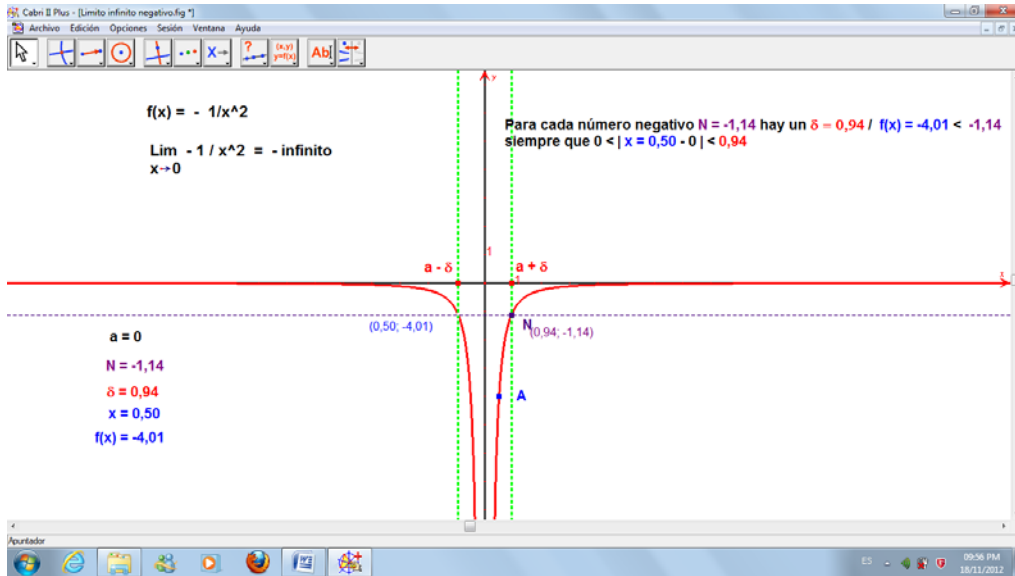 Cabri II Plus - [Limito infinito negativo.fig *]
Archivo Edición Opciones Sesión Ventana Ayuda
? (x,y) y=f(x) Ab|
X
y
f(x) = - 1/x^2
Lim - 1 / x^2 = - infinito
x→0
Para cada número negativo N = -1,14 hay un δ = 0,94 / f(x) = -4,01 < -1,14
siempre que 0 < | x = 0,50 - 0 | < 0,94
1
a - δ
a + δ
1
x
(0,50; -4,01)
N
(0,94; -1,14)
a = 0
N = -1,14
δ = 0,94
A
x = 0,50
f(x) = -4,01
Apuntador
ES
09:56 PM
18/11/2012